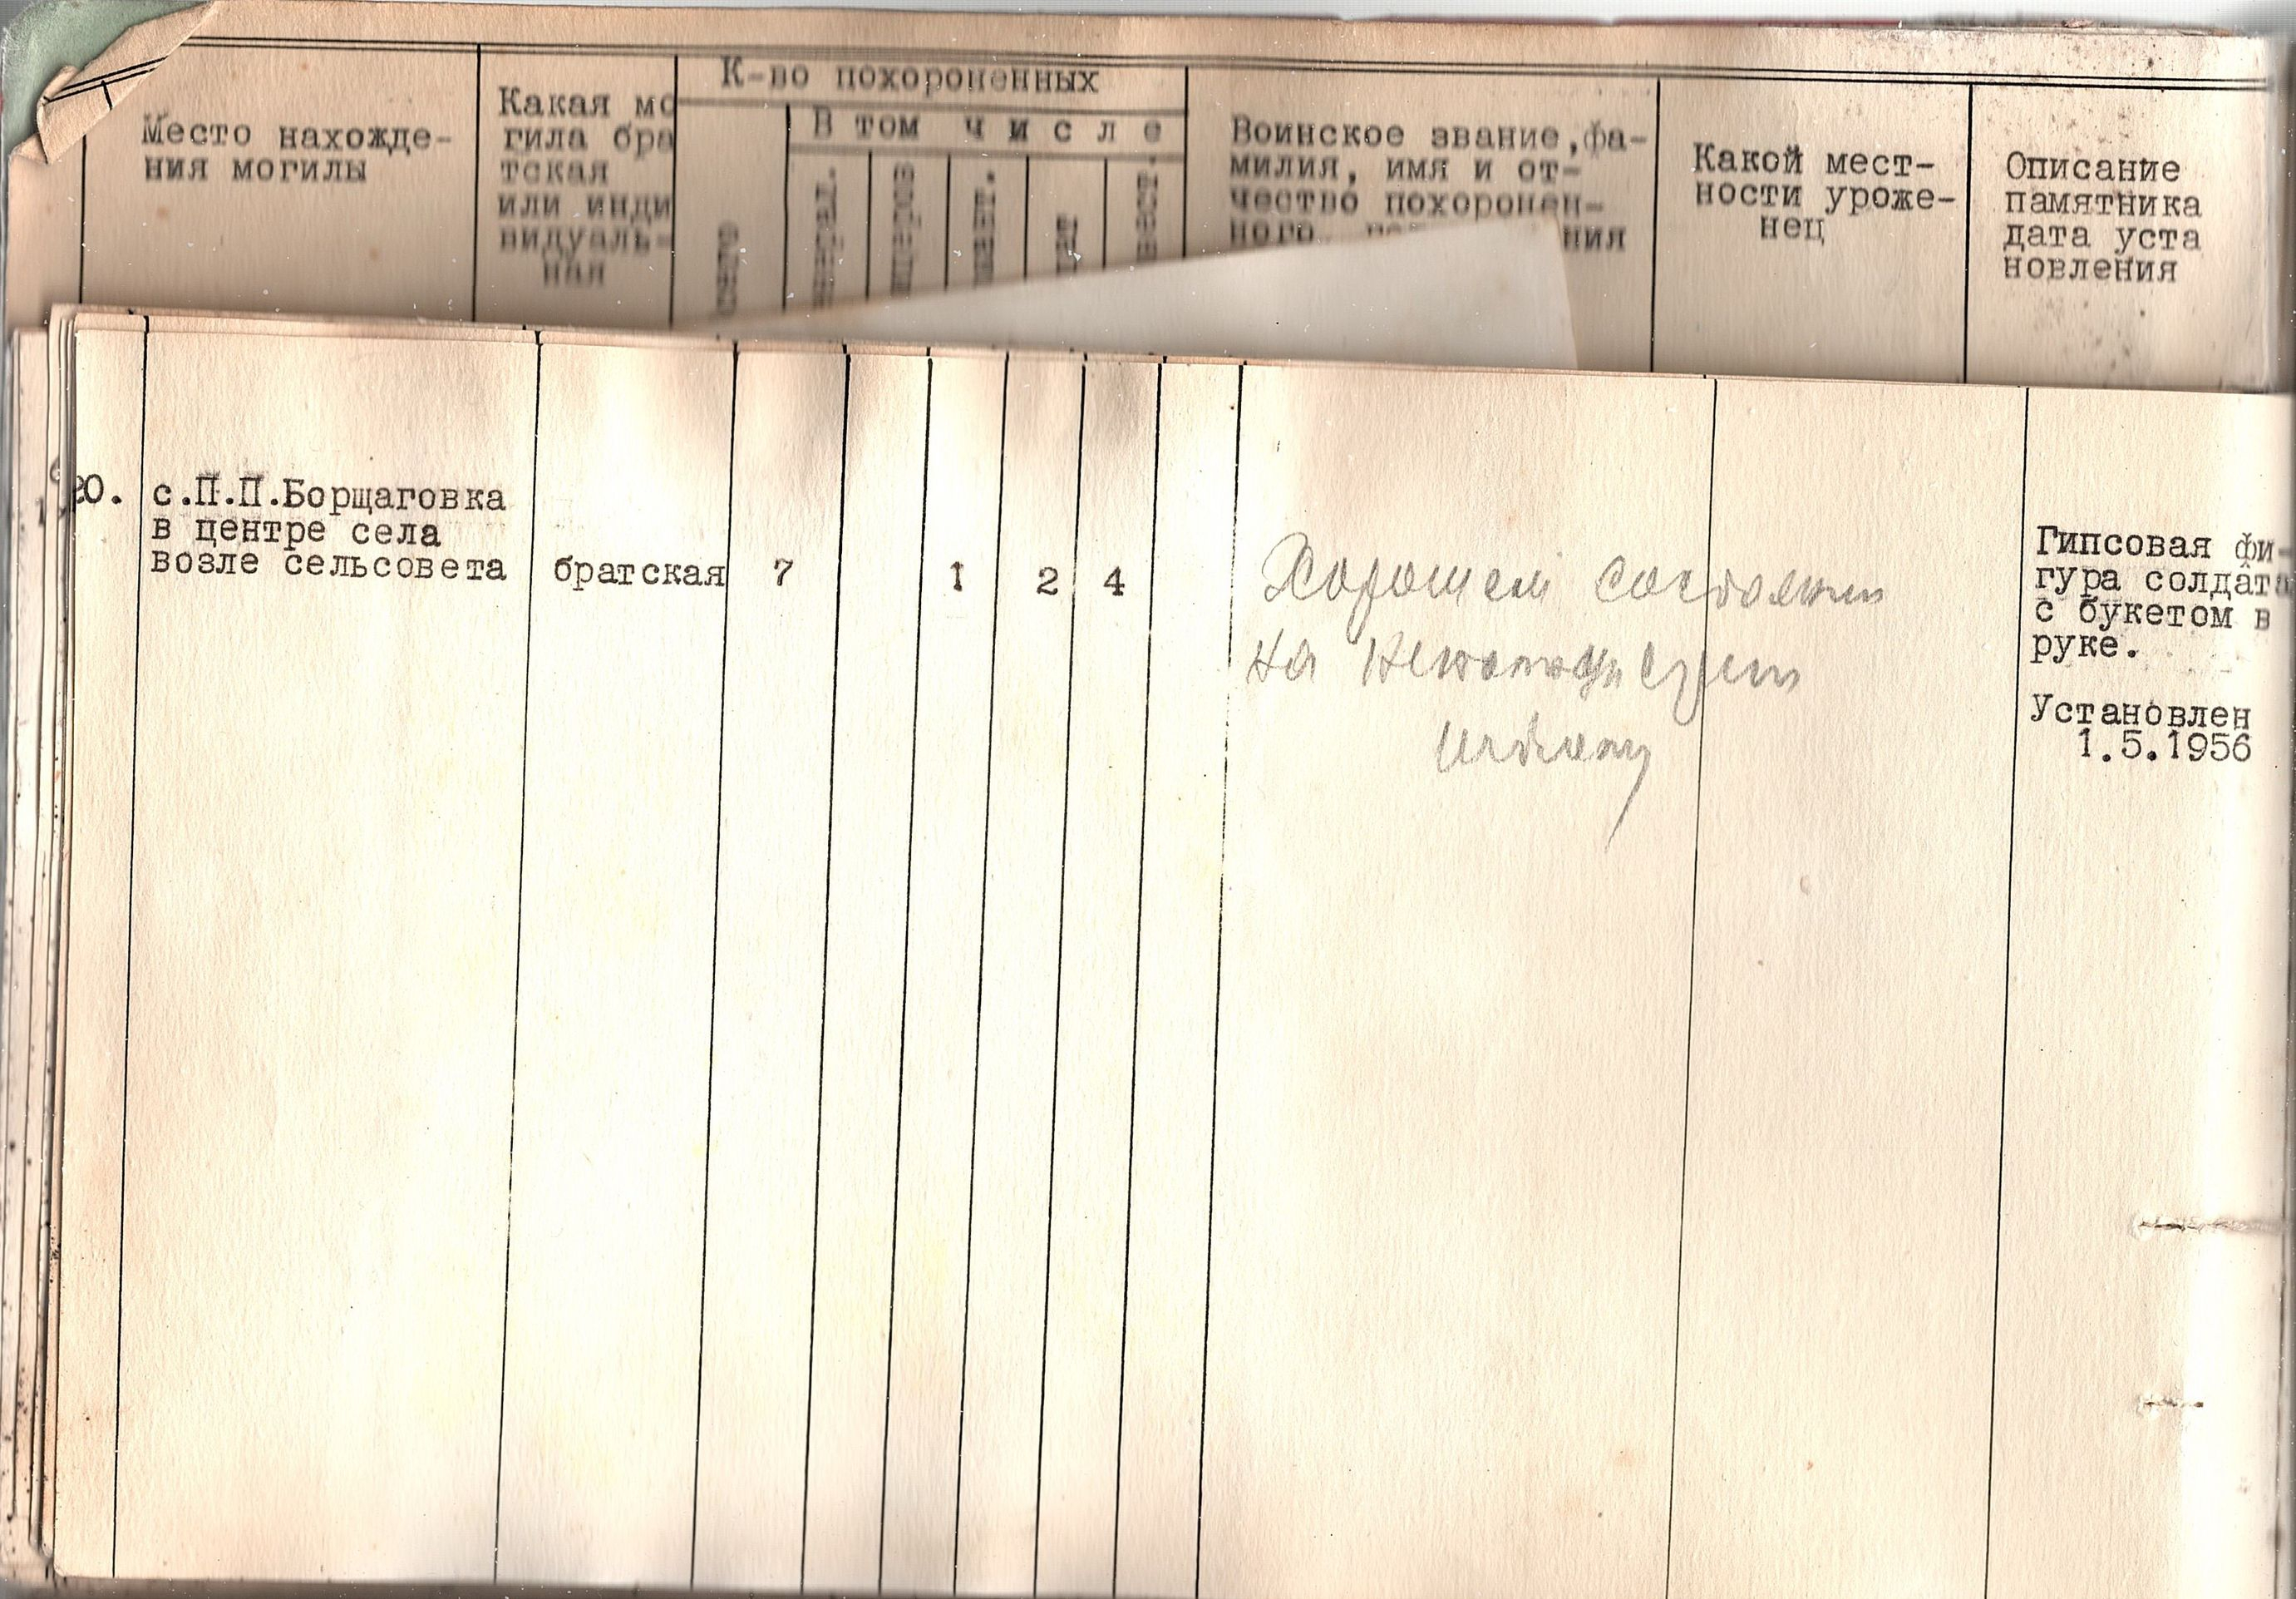 К-во похороненных
В том числе
Место нахожде-
ния могилы
Какая мо
гила бра
тская
или инди
видуаль-
ная
Воинское звание, фа-
милия, имя и от-
чество похоронен-
ного,
ния
Какой мест-
ности уроже-
нец
Описание
памятника
дата уста
новления
20.
с.П.П.Борщаговка
в центре села
возле сельсовета
братская
7
1
2
4
Хорошем состоянии
на
Гипсовая фи-
гура солдата
с букетом в
руке.
Установлен
1.5.1956